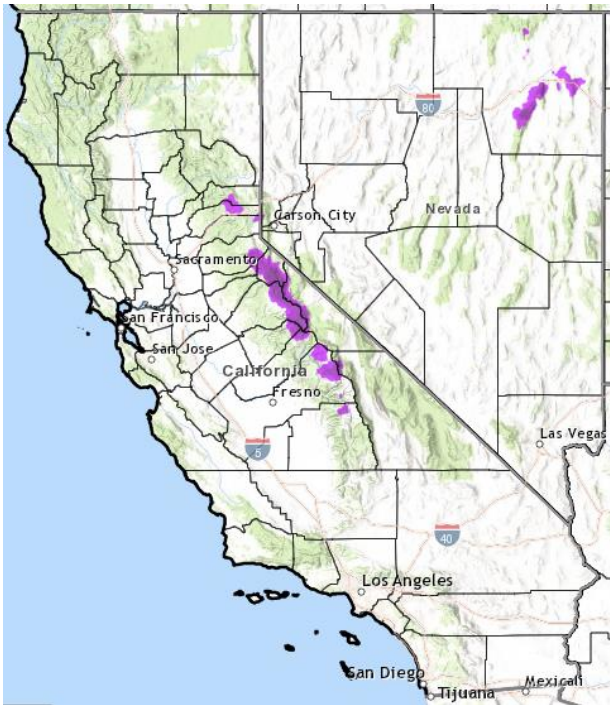 80
Carson City
Nevada
Sacramento
San Francisco
San Jose
California
Fresno
Las Vegas
5
40
Los Angeles
San Diego
Tijuana
Mexicali